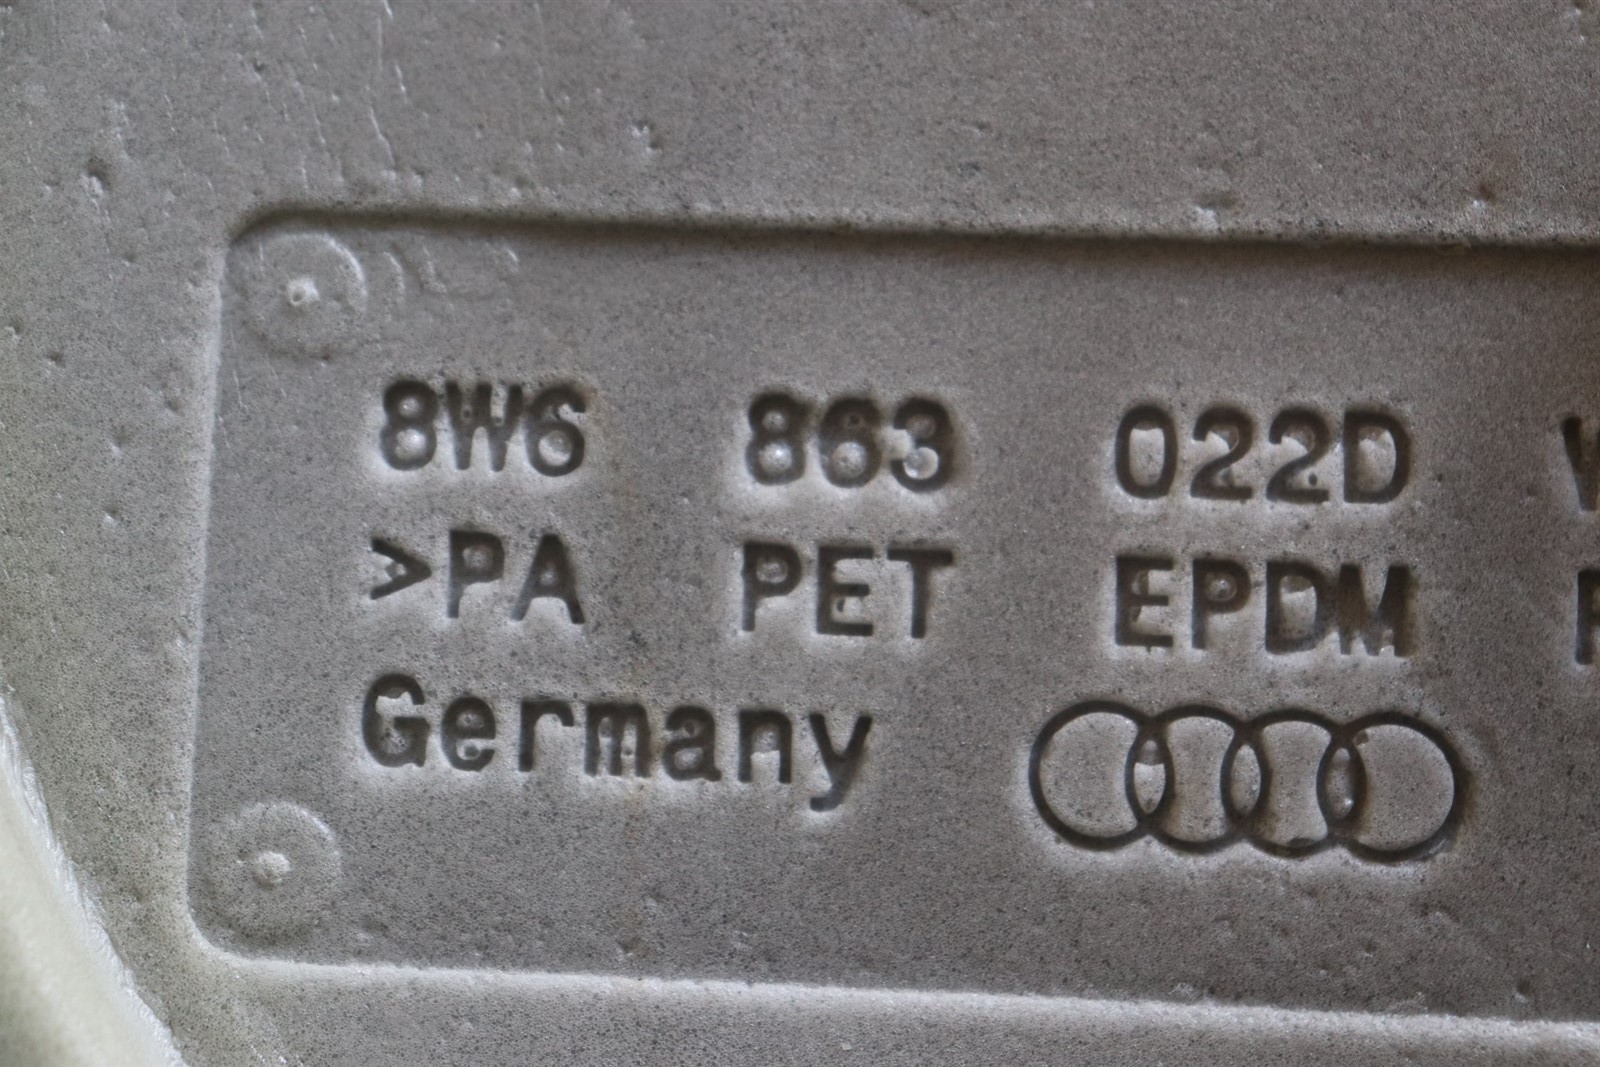 8W6 863 022D
>PA PET EPDM
Germany